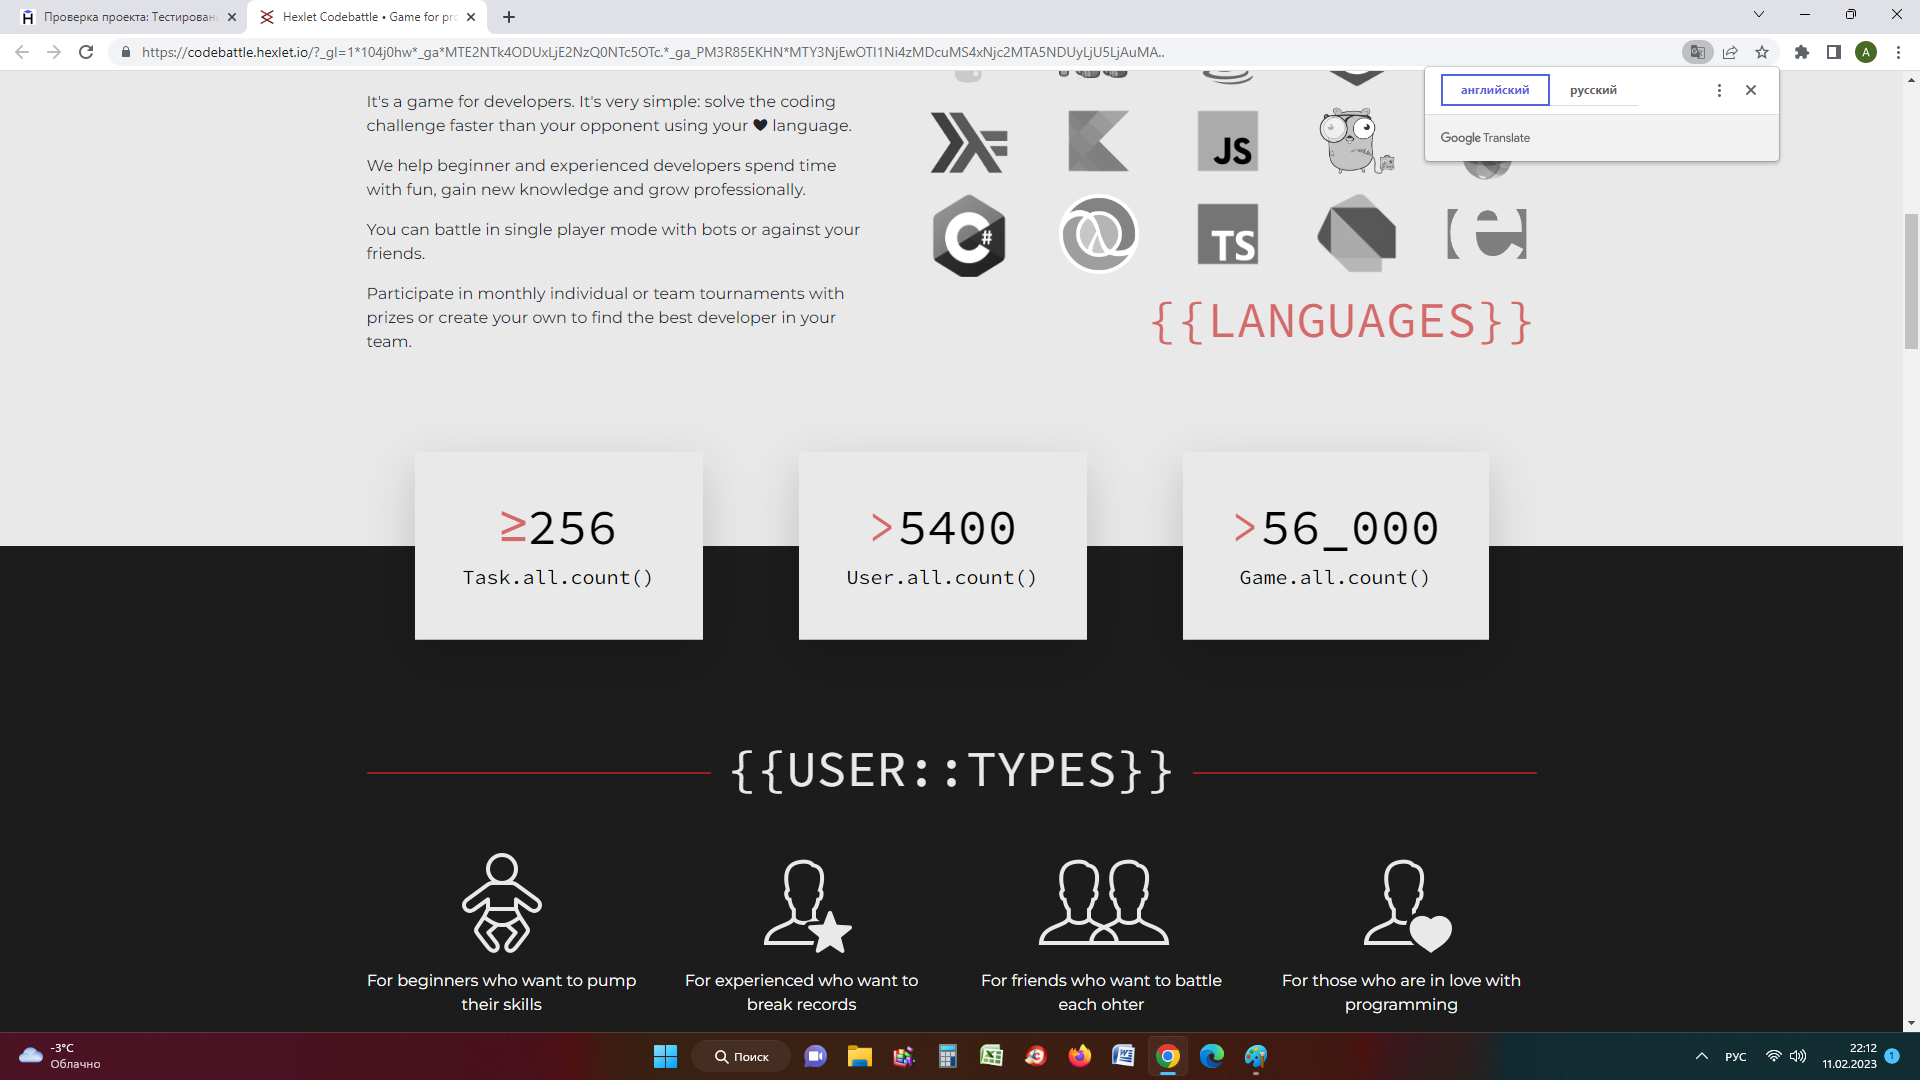 Проверка проекта: Тестировани
Hexlet Codebattle • Game for pro
https://codebattle.hexlet.io/?_gl=1*104j0hw*_ga*MTE2NTk4ODUxLjE2NzQ0NTc5OTc.*_ga_PM3R85EKHN*MTY3NjEwOTI1Ni4zMDcuMS4xNjc2MTA5NDUyLjU5LjAuMA..
A
английский русский
Google Translate
It's a game for developers. It's very simple: solve the coding
challenge faster than your opponent using your ♥ language.
We help beginner and experienced developers spend time
with fun, gain new knowledge and grow professionally.
You can battle in single player mode with bots or against your
friends.
Participate in monthly individual or team tournaments with
prizes or create your own to find the best developer in your
team.
JS
C#
TS
e
{{LANGUAGES}}
≥256
Task.all.count()
>5400
User.all.count()
>56_000
Game.all.count()
{{USER::TYPES}}
For beginners who want to pump
their skills
For experienced who want to
break records
For friends who want to battle
each ohter
For those who are in love with
programming
-3°C
Облачно
Поиск
РУС
22:12
11.02.2023
1